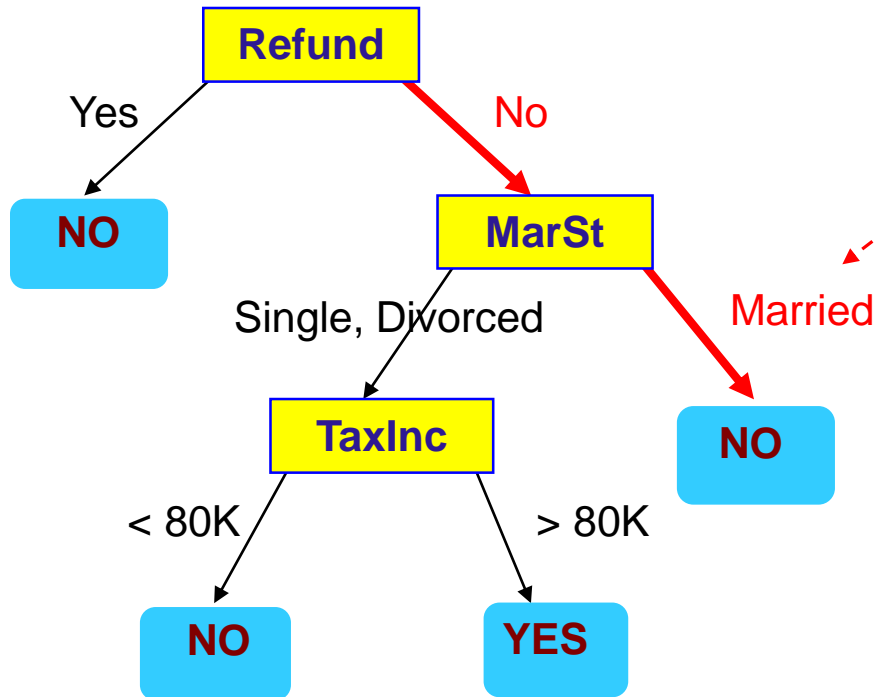 Refund
Yes
No
NO
MarSt
Single, Divorced
Married
TaxInc
NO
< 80K
> 80K
NO
YES